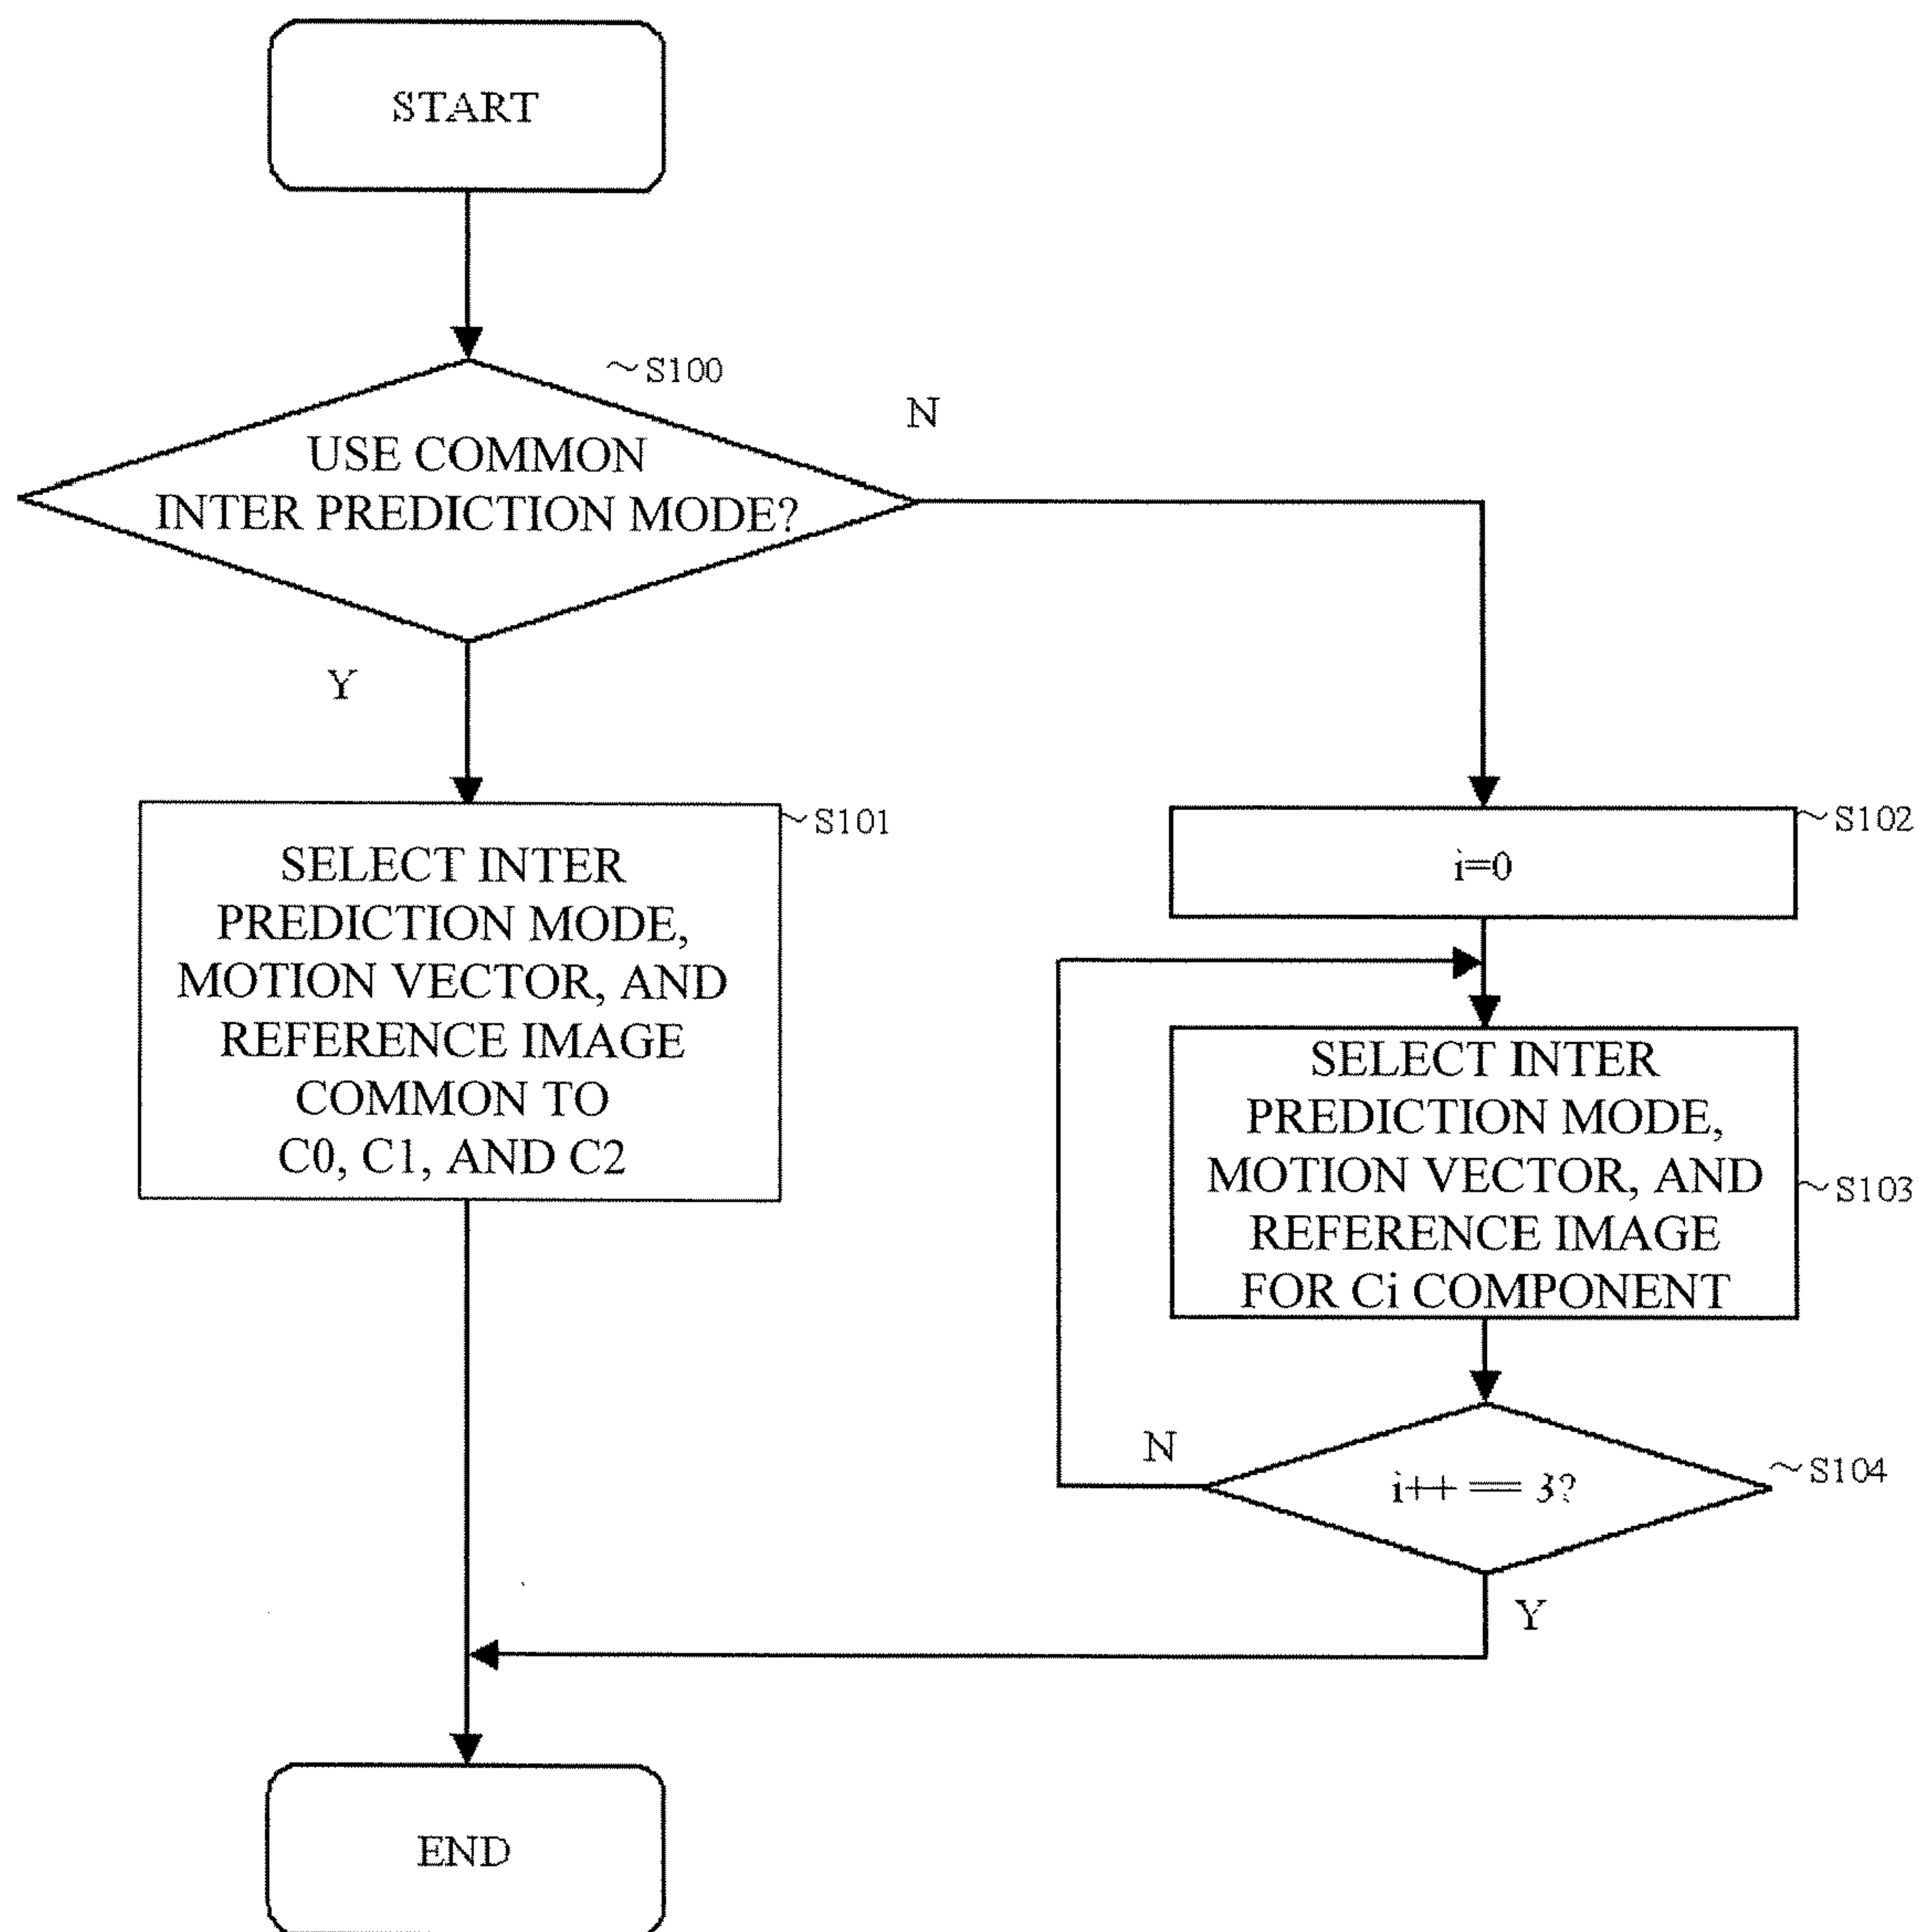 START
~S100
N
USE COMMON
INTER PREDICTION MODE?
Y
~S101
SELECT INTER
PREDICTION MODE,
MOTION VECTOR, AND
REFERENCE IMAGE
COMMON TO
C0, C1, AND C2
~S102
i=0
SELECT INTER
PREDICTION MODE,
MOTION VECTOR, AND
REFERENCE IMAGE
FOR Ci COMPONENT
~S103
N
i++ == 3?
~S104
Y
END